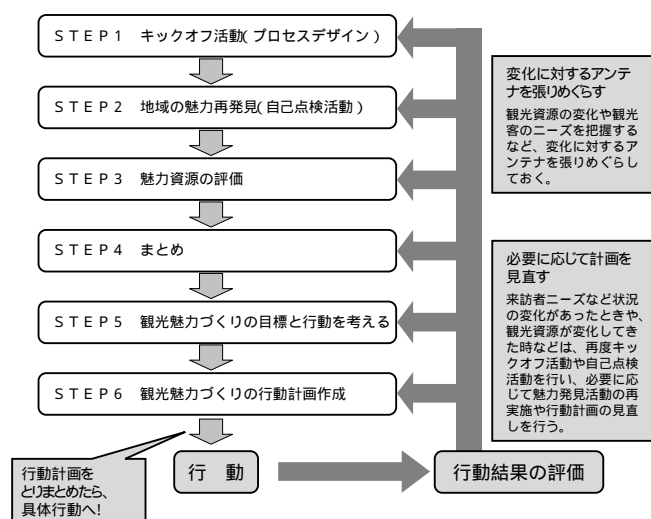 STEP1 キックオフ活動(プロセスデザイン)
STEP2 地域の魅力再発見(自己点検活動)
STEP3 魅力資源の評価
STEP4 まとめ
STEP5 観光魅力づくりの目標と行動を考える
STEP6 観光魅力づくりの行動計画作成
行動計画を
とりまとめたら、
具体行動へ!
行 動
行動結果の評価
変化に対するアンテ
ナを張りめぐらす
観光資源の変化や観光
客のニーズを把握する
など、変化に対するア
ンテナを張りめぐらし
ておく。
必要に応じて計画を
見直す
来訪者ニーズなど状況
の変化があったときや、
観光資源が変化してき
た時などは、再度キッ
クオフ活動や自己点検
活動を行い、必要に応
じて魅力発見活動の再
実施や行動計画の見直
しを行う。